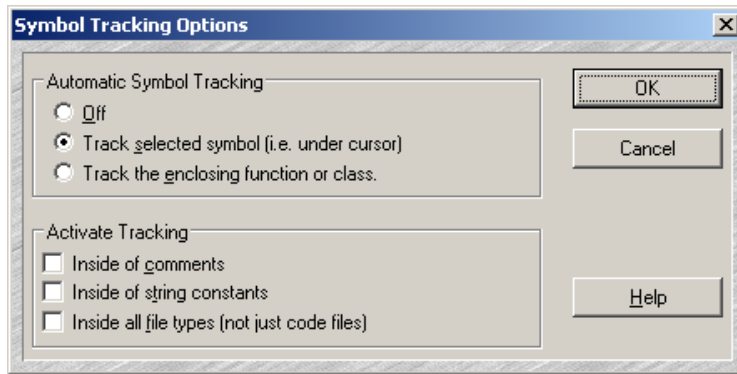 Symbol Tracking Options
Automatic Symbol Tracking
OK
Off
Track selected symbol (i.e. under cursor)
Cancel
Track the enclosing function or class.
Activate Tracking
Inside of comments
Inside of string constants
Help
Inside all file types (not just code files)